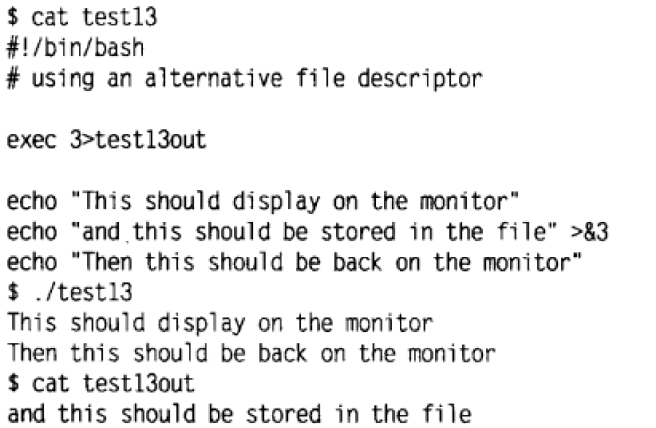 $ cat test13
#!/bin/bash
# using an alternative file descriptor
exec 3>test13out
echo "This should display on the monitor"
echo "and this should be stored in the file" >&3
echo "Then this should be back on the monitor"
$ ./test13
This should display on the monitor
Then this should be back on the monitor
$ cat test13out
and this should be stored in the file